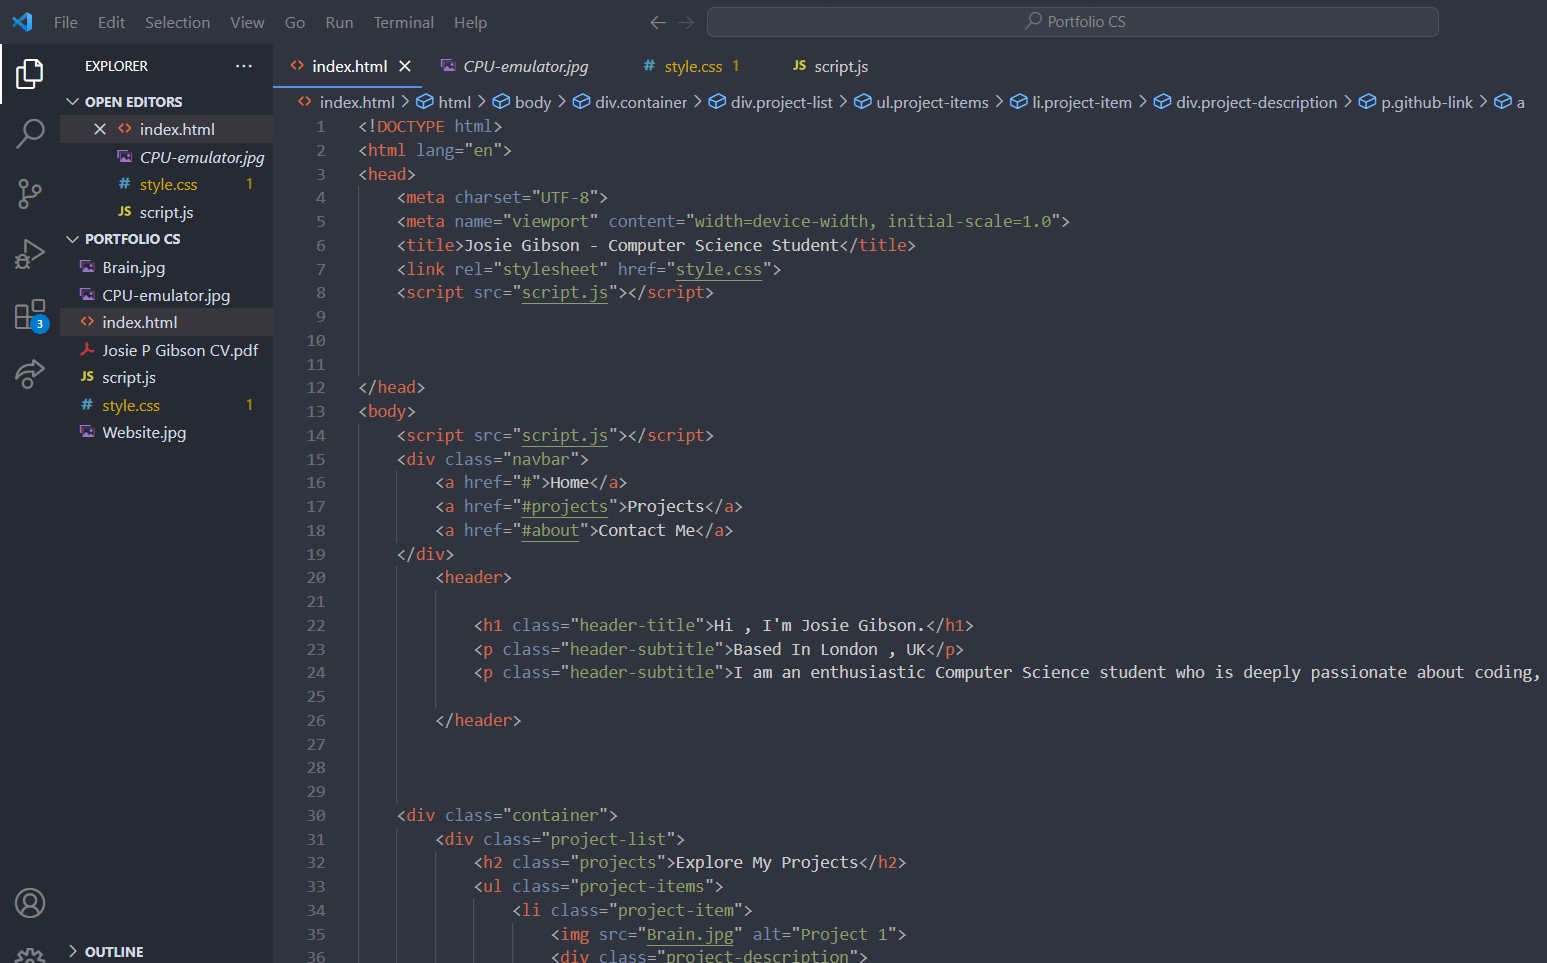 File Edit Selection View Go Run Terminal Help
Portfolio CS
EXPLORER
OPEN EDITORS
index.html
CPU-emulator.jpg
style.css 1
JS script.js
PORTFOLIO CS
Brain.jpg
CPU-emulator.jpg
index.html
Josie P Gibson CV.pdf
JS script.js
# style.css 1
Website.jpg
3
OUTLINE
<> index.html
CPU-emulator.jpg
# style.css 1
JS script.js
<> index.html > html > body > div.container > div.project-list > ul.project-items > li.project-item > div.project-description > p.github-link > a
1 <!DOCTYPE html>
2 <html lang="en">
3 <head>
4 <meta charset="UTF-8">
5 <meta name="viewport" content="width=device-width, initial-scale=1.0">
6 <title>Josie Gibson - Computer Science Student</title>
7 <link rel="stylesheet" href="style.css">
8 <script src="script.js"></script>
9
10
11
12 </head>
13 <body>
14 <script src="script.js"></script>
15 <div class="navbar">
16 <a href="#">Home</a>
17 <a href="#projects">Projects</a>
18 <a href="#about">Contact Me</a>
19 </div>
20 <header>
21
22 <h1 class="header-title">Hi , I'm Josie Gibson.</h1>
23 <p class="header-subtitle">Based In London , UK</p>
24 <p class="header-subtitle">I am an enthusiastic Computer Science student who is deeply passionate about coding,
25
26 </header>
27
28
29
30 <div class="container">
31 <div class="project-list">
32 <h2 class="projects">Explore My Projects</h2>
33 <ul class="project-items">
34 <li class="project-item">
35 <img src="Brain.jpg" alt="Project 1">
36 <div class="project-description">